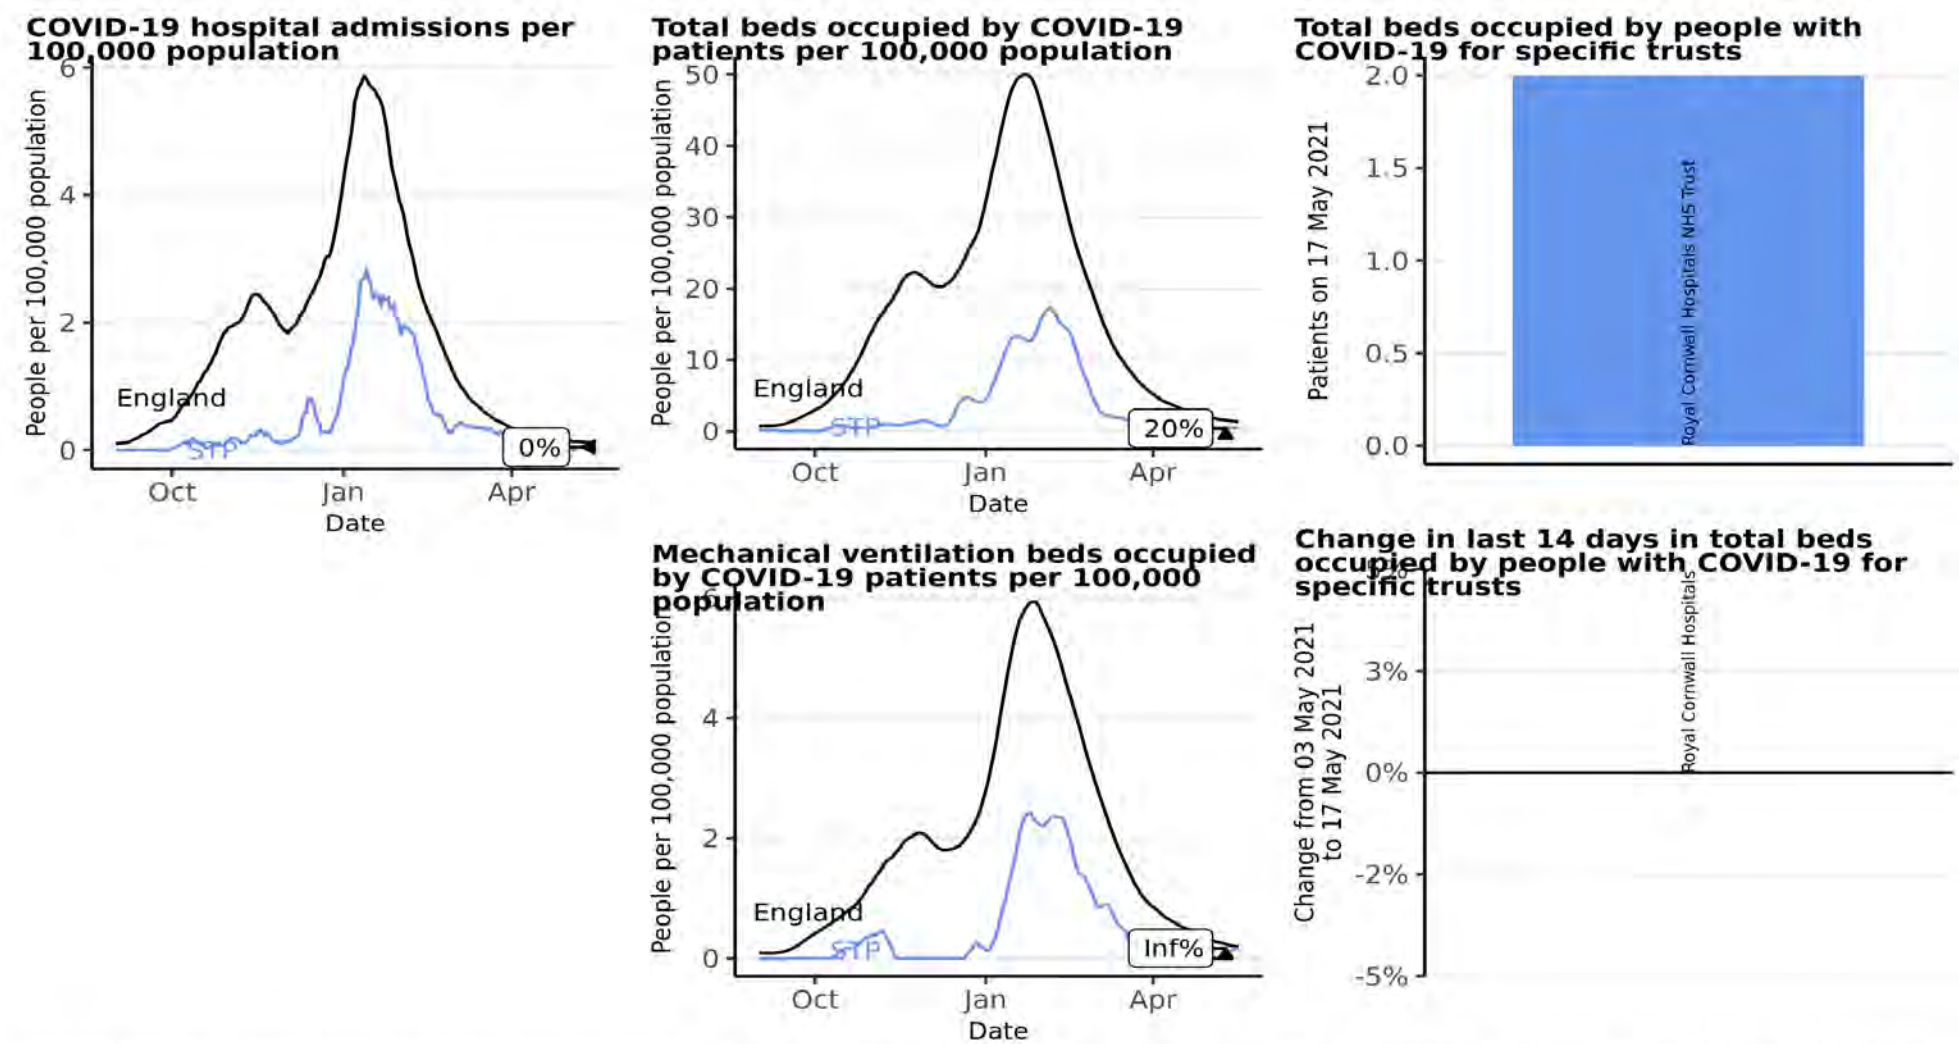 COVID-19 hospital admissions per
100,000 population
People per 100,000 population
6
4
2
0
England
STP
0%
Oct
Jan
Apr
Date
Total beds occupied by COVID-19
patients per 100,000 population
People per 100,000 population
50
40
30
20
10
0
England
STP
20%
Oct
Jan
Apr
Date
Total beds occupied by people with
COVID-19 for specific trusts
Patients on 17 May 2021
2.0
1.5
1.0
0.5
0.0
Royal Cornwall Hospitals NHS Trust
Mechanical ventilation beds occupied
by COVID-19 patients per 100,000
population
People per 100,000 population
6
4
2
0
England
STP
Inf%
Oct
Jan
Apr
Date
Change in last 14 days in total beds
occupied by people with COVID-19 for
specific trusts
Change from 03 May 2021
to 17 May 2021
3%
0%
-2%
-5%
Royal Cornwall Hospitals